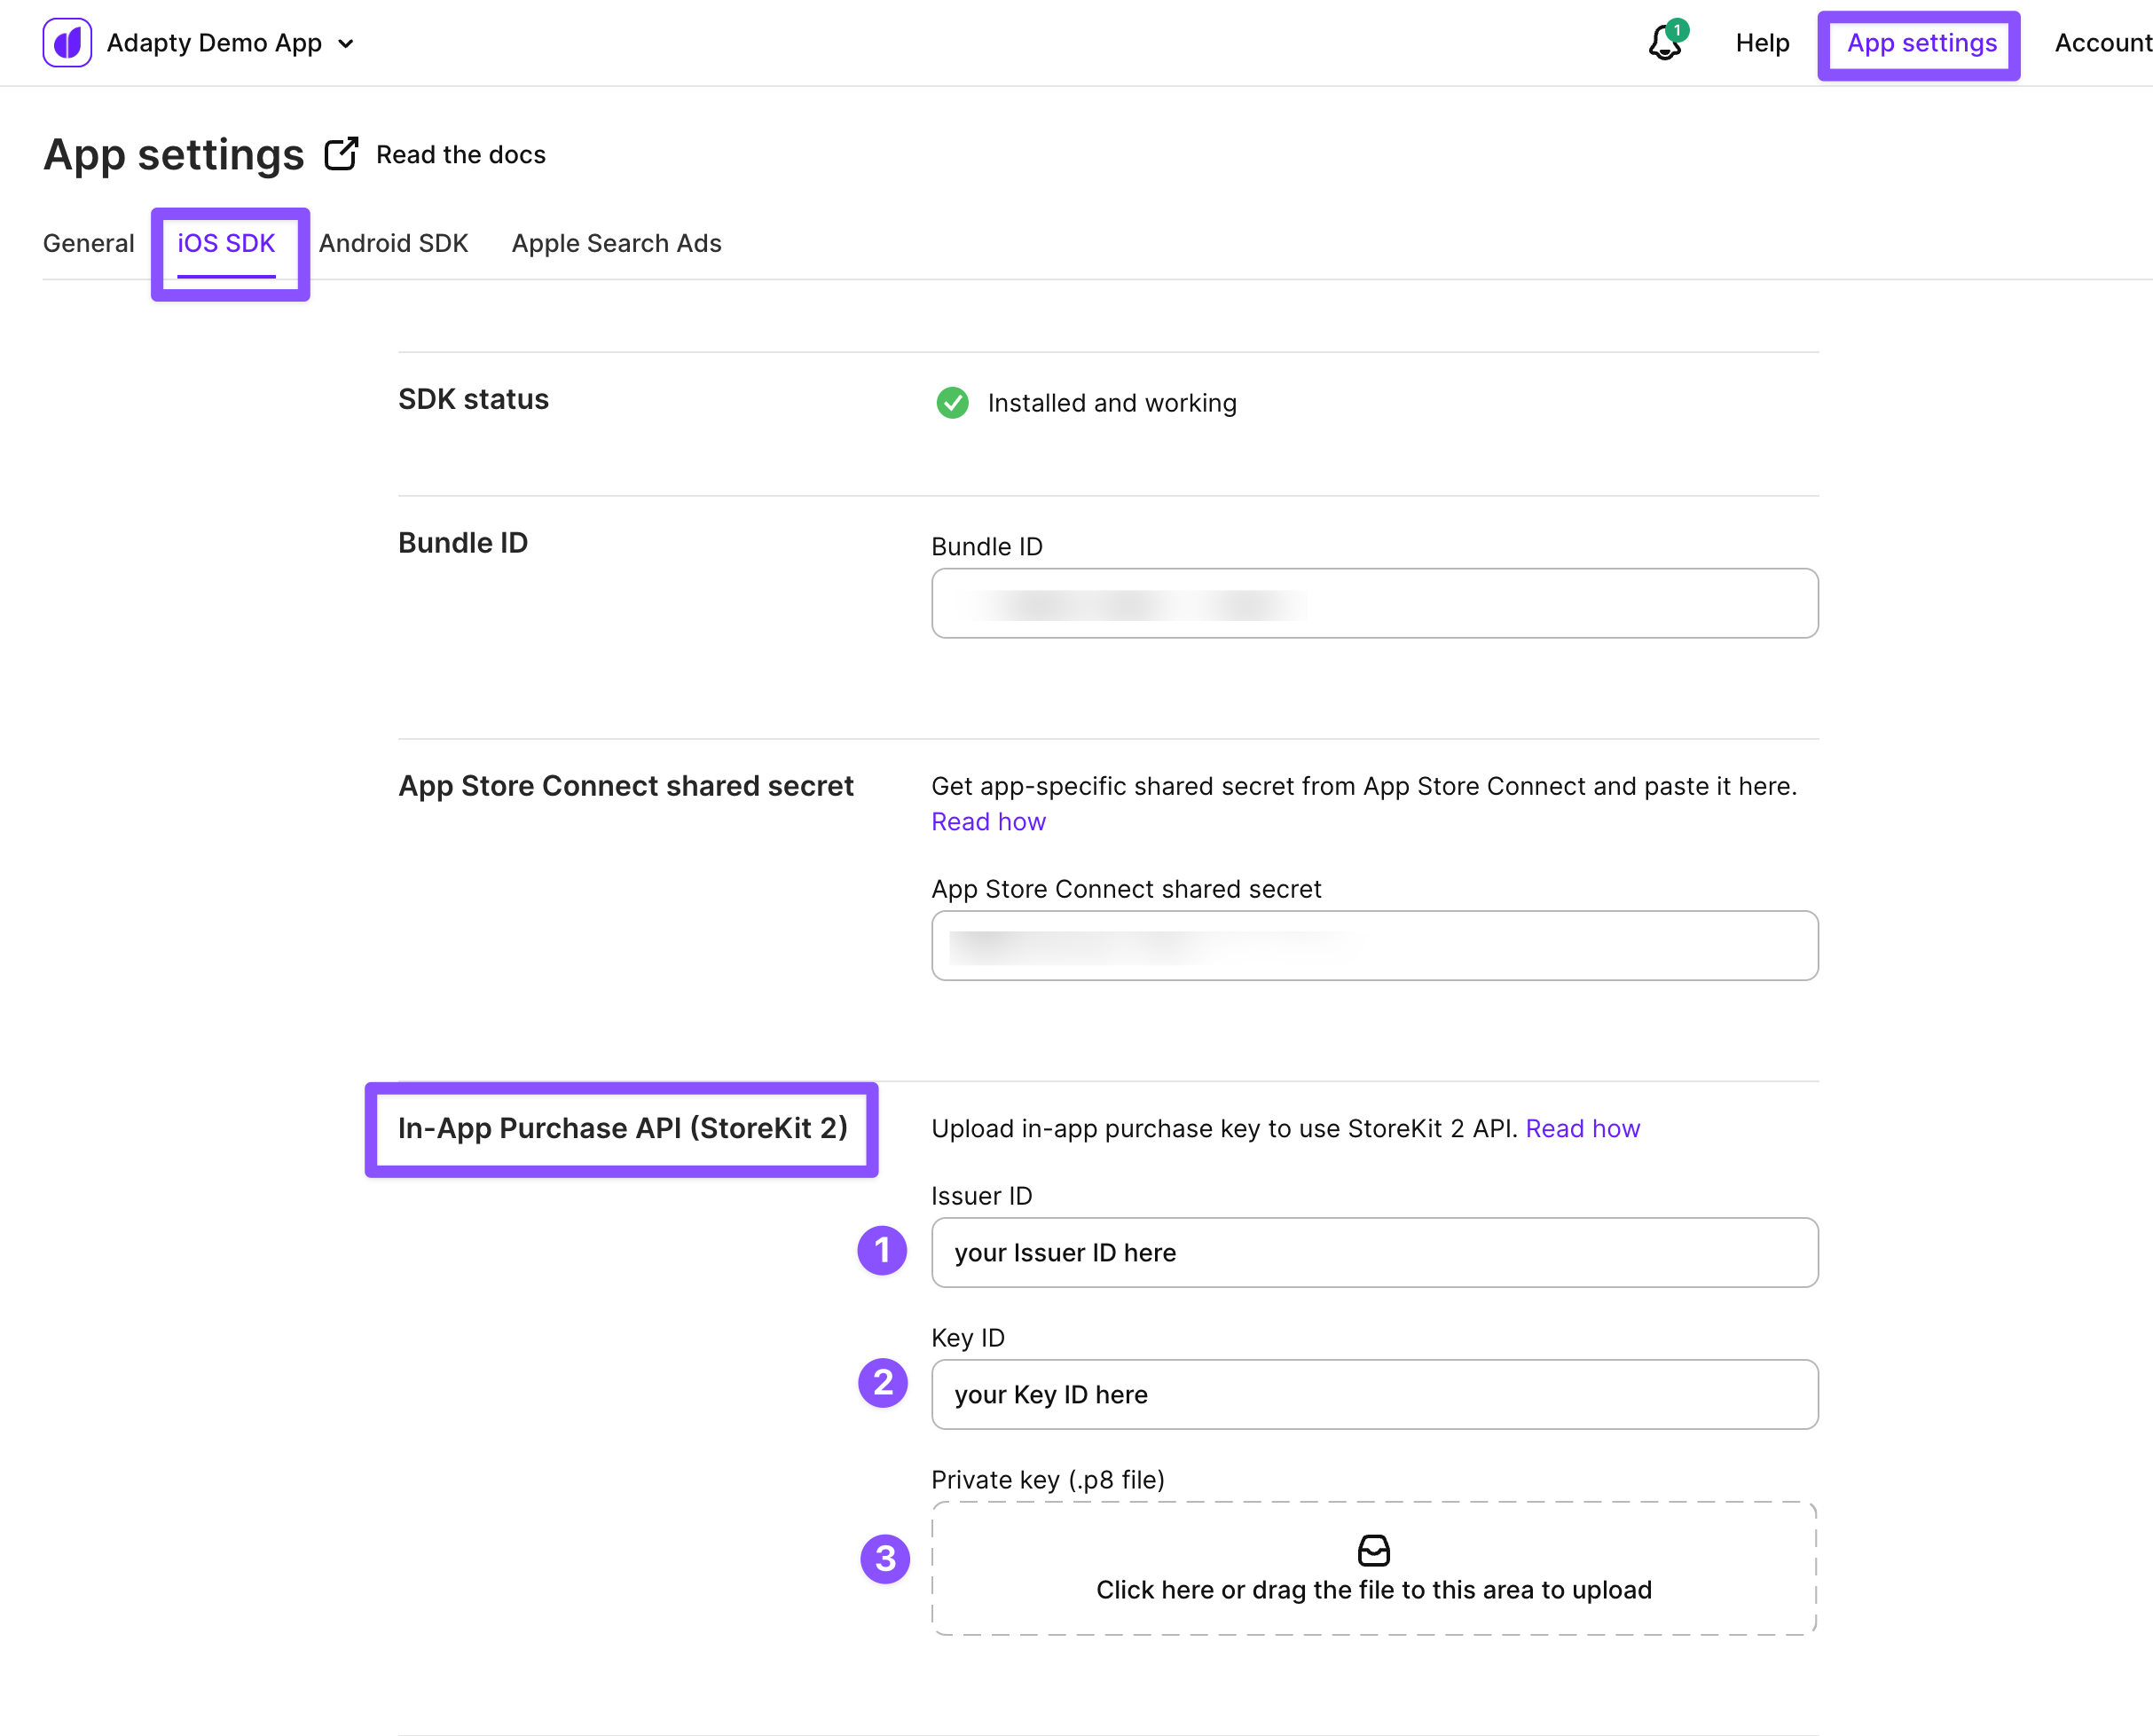 Adapty Demo App
1
Help
App settings
Account
App settings
Read the docs
General
iOS SDK
Android SDK
Apple Search Ads
SDK status
Installed and working
Bundle ID
Bundle ID
App Store Connect shared secret
Get app-specific shared secret from App Store Connect and paste it here.
Read how
App Store Connect shared secret
In-App Purchase API (StoreKit 2)
Upload in-app purchase key to use StoreKit 2 API. Read how
Issuer ID
1
your Issuer ID here
Key ID
2
your Key ID here
Private key (.p8 file)
3
Click here or drag the file to this area to upload